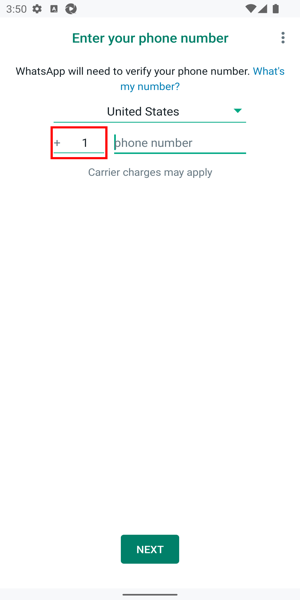 3:50
Enter your phone number
WhatsApp will need to verify your phone number. What's
my number?
United States
+ 1 phone number
Carrier charges may apply
NEXT